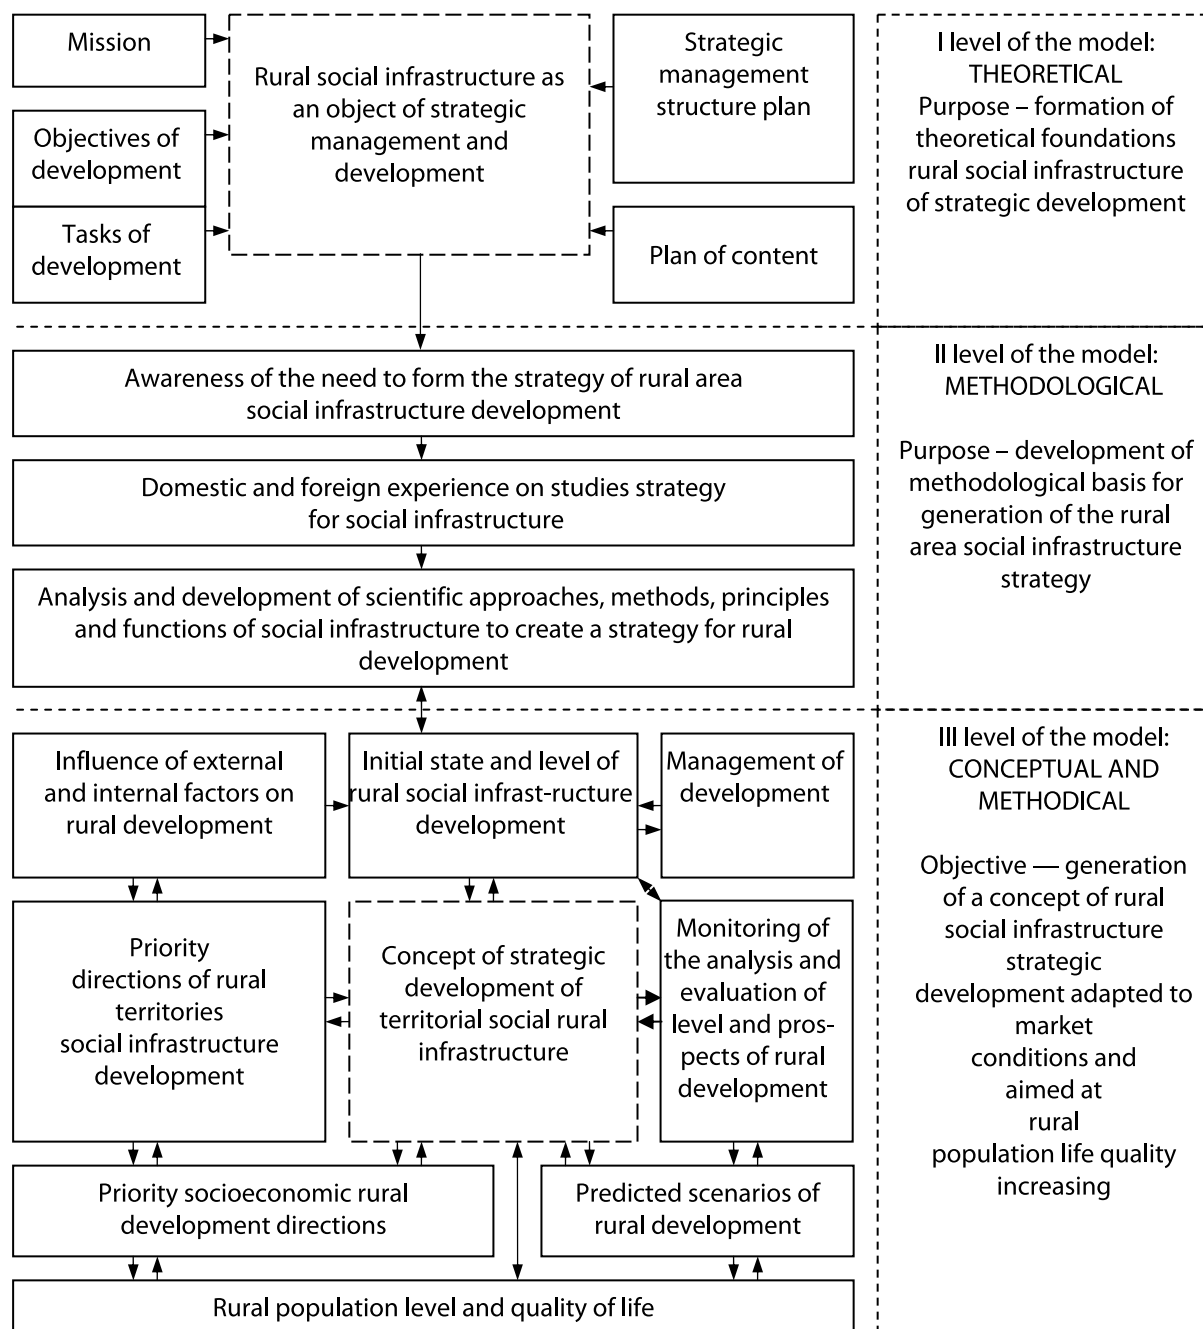 Mission
Rural social infrastructure as
an object of strategic
management and
development
Strategic
management
structure plan
I level of the model:
THEORETICAL
Purpose – formation of
theoretical foundations
rural social infrastructure
of strategic development
Objectives of
development
Tasks of
development
Plan of content
Awareness of the need to form the strategy of rural area
social infrastructure development
II level of the model:
METHODOLOGICAL
Purpose – development of
methodological basis for
generation of the rural
area social infrastructure
strategy
Domestic and foreign experience on studies strategy
for social infrastructure
Analysis and development of scientific approaches, methods, principles
and functions of social infrastructure to create a strategy for rural
development
Influence of external
and internal factors on
rural development
Initial state and level of
rural social infrast-ructure
development
Management of
development
III level of the model:
CONCEPTUAL AND
METHODICAL
Objective — generation
of a concept of rural
social infrastructure
strategic
development adapted to
market
conditions and
aimed at
rural
population life quality
increasing
Priority
directions of rural
territories
social infrastructure
development
Concept of strategic
development of
territorial social rural
infrastructure
Monitoring of
the analysis and
evaluation of
level and pros-
pects of rural
development
Priority socioeconomic rural
development directions
Predicted scenarios of
rural development
Rural population level and quality of life